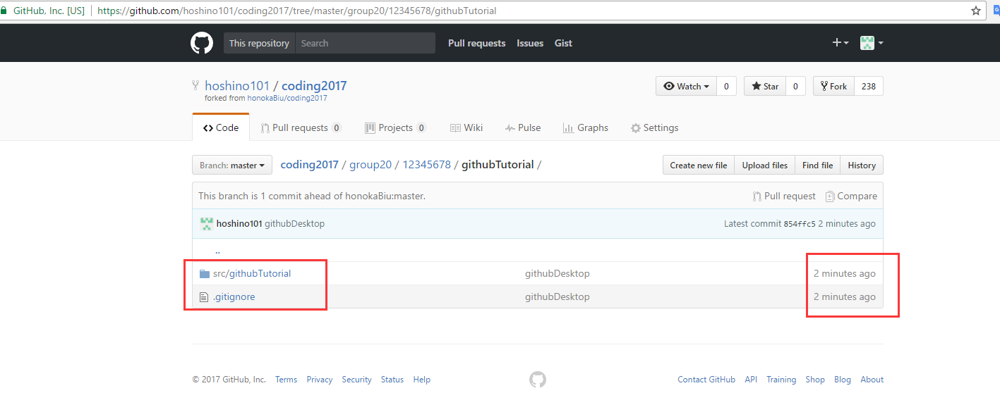 GitHub, Inc. [US] https://github.com/hoshino101/coding2017/tree/master/group20/12345678/githubTutorial
This repository Search Pull requests Issues Gist
hoshino101 / coding2017 Watch 0 Star 0 Fork 238
forked from honokaBiu/coding2017
Code Pull requests 0 Projects 0 Wiki Pulse Graphs Settings
Branch: master coding2017 / group20 / 12345678 / githubTutorial / Create new file Upload files Find file History
This branch is 1 commit ahead of honokaBiu:master. Pull request Compare
hoshino101 githubDesktop Latest commit 854ffc5 2 minutes ago
..
src/githubTutorial githubDesktop 2 minutes ago
.gitignore githubDesktop 2 minutes ago
© 2017 GitHub, Inc. Terms Privacy Security Status Help Contact GitHub API Training Shop Blog About